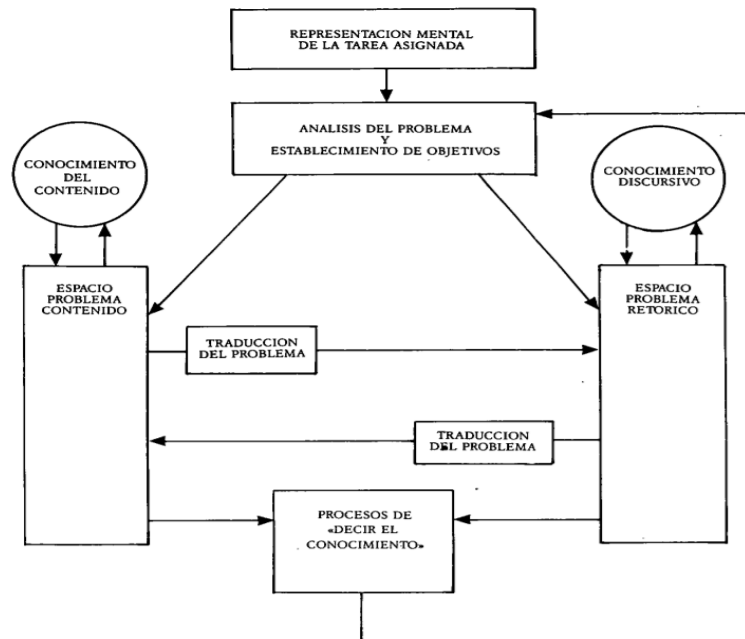 REPRESENTACION MENTAL
DE LA TAREA ASIGNADA
ANALISIS DEL PROBLEMA
Y
ESTABLECIMIENTO DE OBJETIVOS
CONOCIMIENTO
DEL
CONTENIDO
CONOCIMIENTO
DISCURSIVO
ESPACIO
PROBLEMA
CONTENIDO
ESPACIO
PROBLEMA
RETORICO
TRADUCCION
DEL PROBLEMA
TRADUCCION
DEL PROBLEMA
PROCESOS DE
«DECIR EL
CONOCIMIENTO»